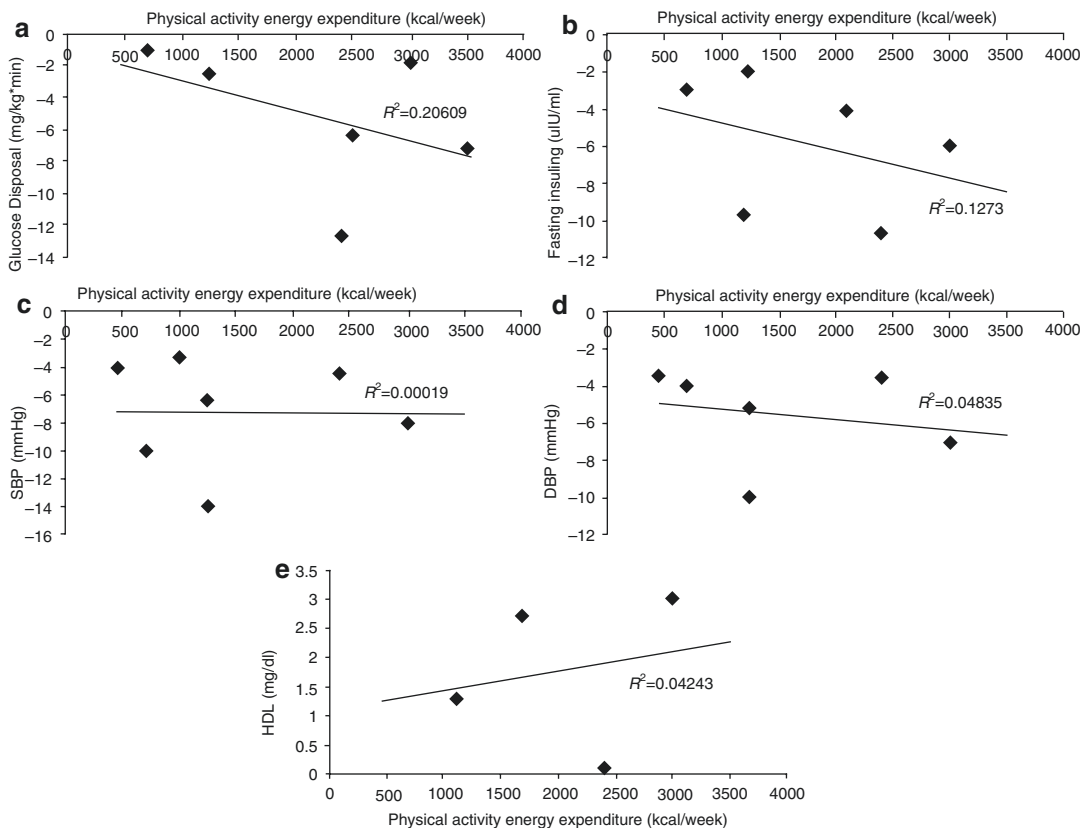 a
Physical activity energy expenditure (kcal/week)
0 500 1000 1500 2000 2500 3000 3500 4000
0
−2
−4
−6
−8
−10
−12
−14
Glucose Disposal (mg/kg*min)
R²=0.20609
b
Physical activity energy expenditure (kcal/week)
0 500 1000 1500 2000 2500 3000 3500 4000
0
−2
−4
−6
−8
−10
−12
Fasting insuling (uIU/ml)
R²=0.1273
c
Physical activity energy expenditure (kcal/week)
0 500 1000 1500 2000 2500 3000 3500 4000
0
−2
−4
−6
−8
−10
−12
−14
−16
SBP (mmHg)
R²=0.00019
d
Physical activity energy expenditure (kcal/week)
0 500 1000 1500 2000 2500 3000 3500 4000
0
−2
−4
−6
−8
−10
−12
DBP (mmHg)
R²=0.04835
e
3.5
3
2.5
2
1.5
1
0.5
0
HDL (mg/dl)
R²=0.04243
0 500 1000 1500 2000 2500 3000 3500 4000
Physical activity energy expenditure (kcal/week)